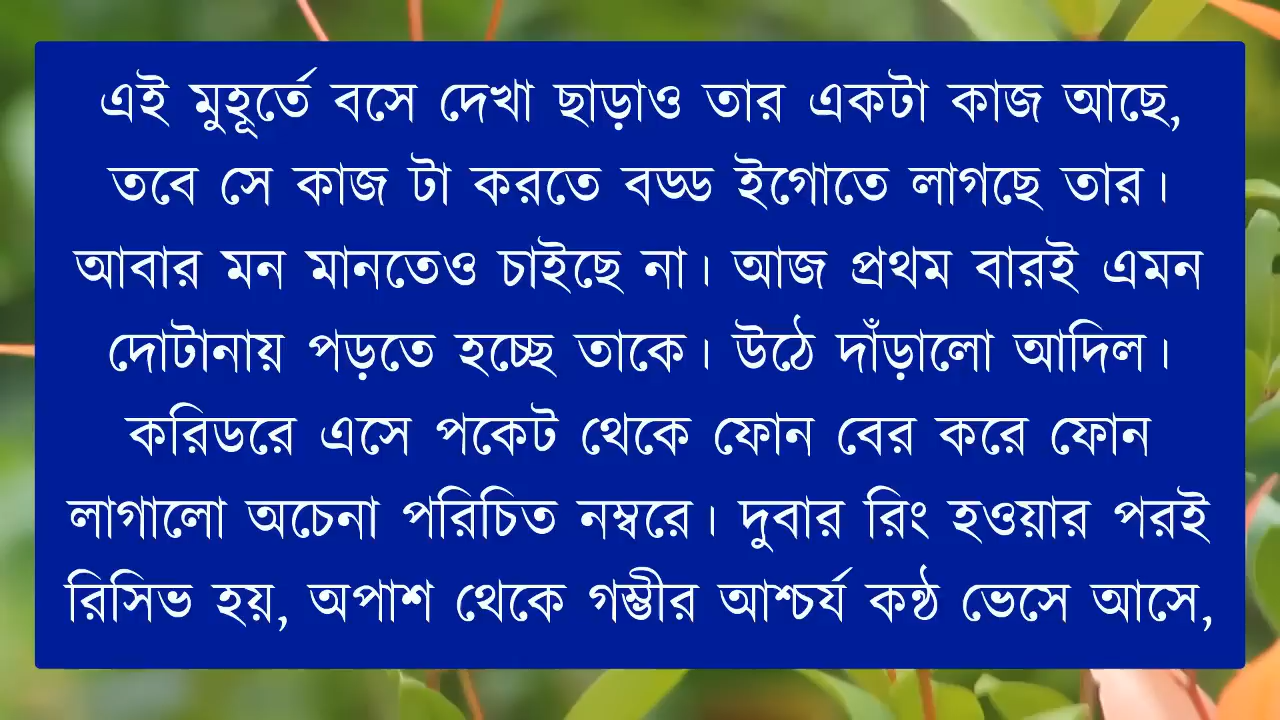 এই মুহূর্তে বসে দেখা ছাড়াও তার একটা কাজ আছে,
তবে সে কাজ টা করতে বড্ড ইগোতে লাগছে তার।
আবার মন মানতেও চাইছে না। আজ প্রথম বারই এমন
দোটানায় পড়তে হচ্ছে তাকে। উঠে দাঁড়ালো আদিল।
করিডরে এসে পকেট থেকে ফোন বের করে ফোন
লাগালো অচেনা পরিচিত নম্বরে। দুবার রিং হওয়ার পরই
রিসিভ হয়, অপাশ থেকে গম্ভীর আশ্চর্য কন্ঠ ভেসে আসে,